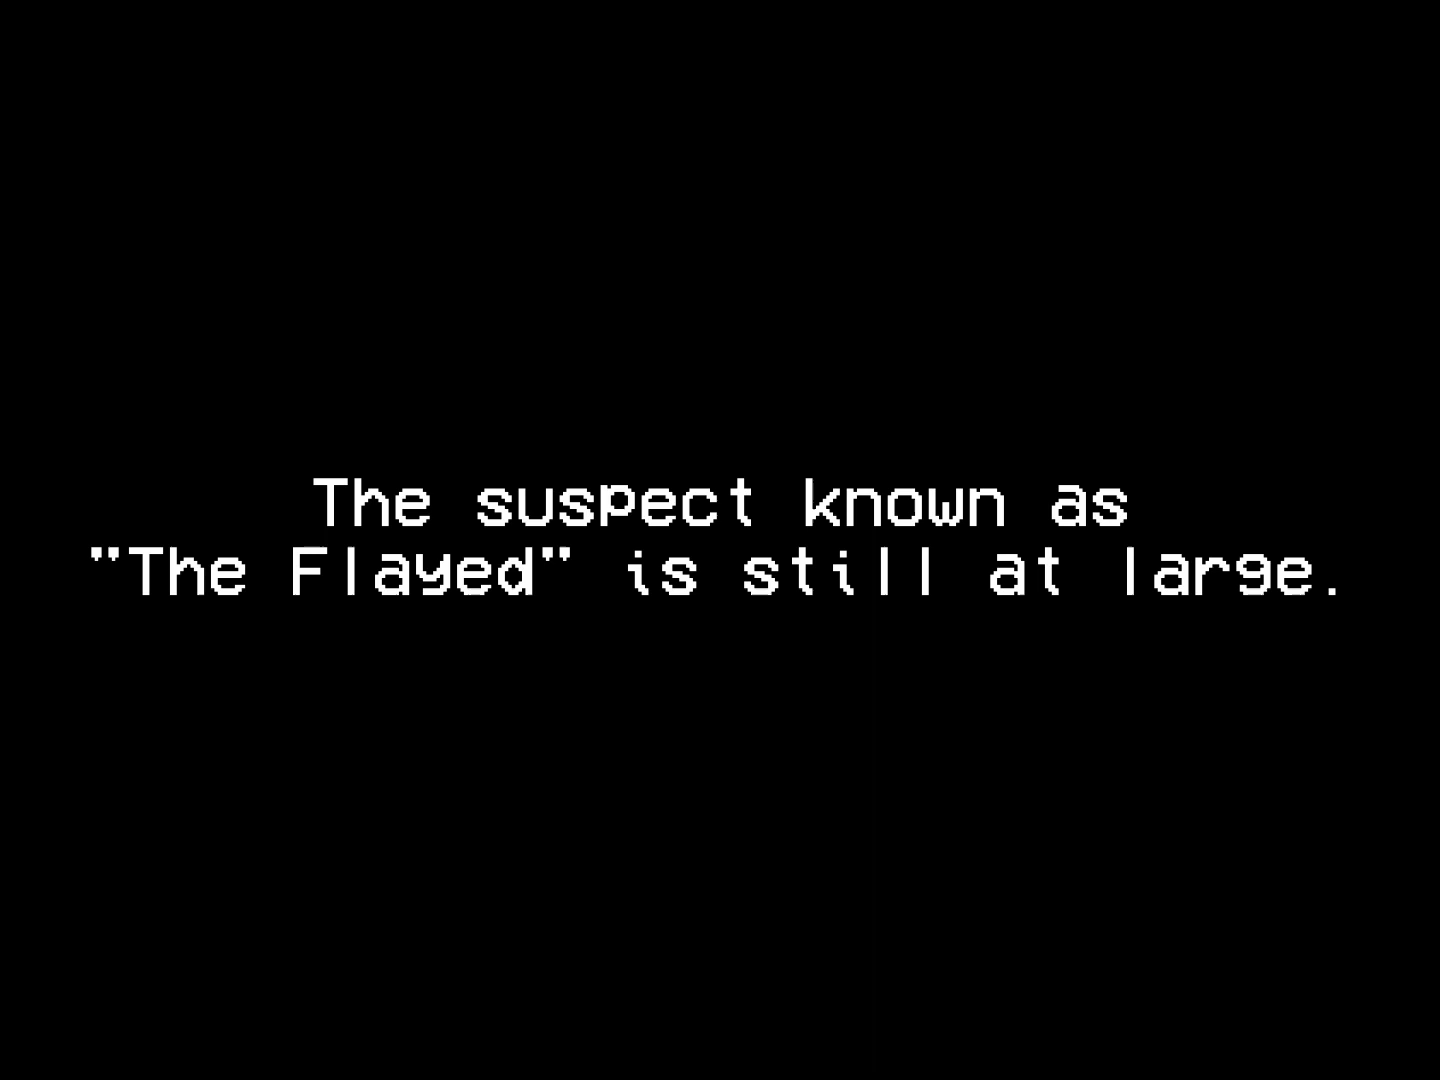 The suspect known as
"The Flayed" is still at large.